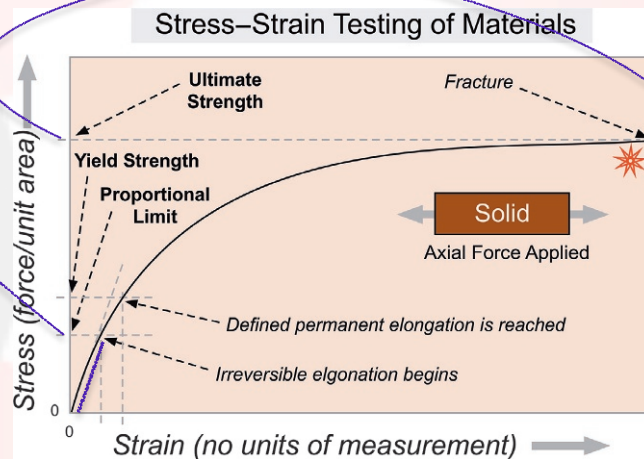 Stress–Strain Testing of Materials
Ultimate
Strength
Fracture
Yield Strength
Proportional
Limit
Solid
Axial Force Applied
Defined permanent elongation is reached
Irreversible elgonation begins
Stress (force/unit area)
0
0
Strain (no units of measurement)